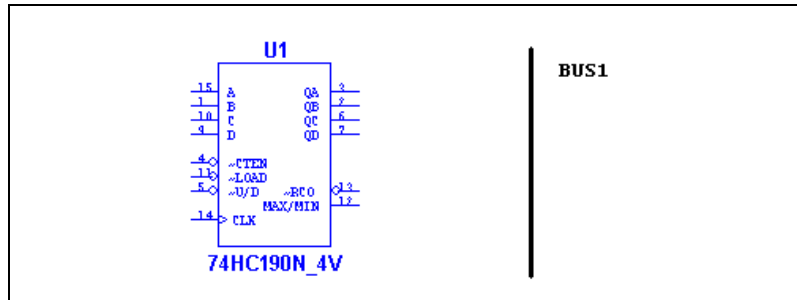 U1
BUS1
15 A QA 3
1 B QB 2
10 C QC 6
9 D QD 7
4 ~CTEN
11 ~LOAD
5 ~U/D ~RCO 13
MAX/MIN 12
14 CLK
74HC190N_4V